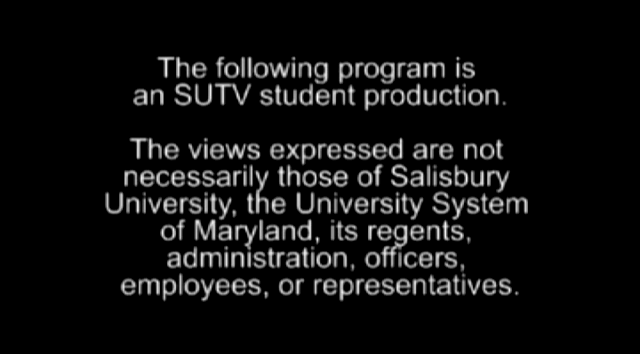 The following program is
an SUTV student production.
The views expressed are not
necessarily those of Salisbury
University, the University System
of Maryland, its regents,
administration, officers,
employees, or representatives.